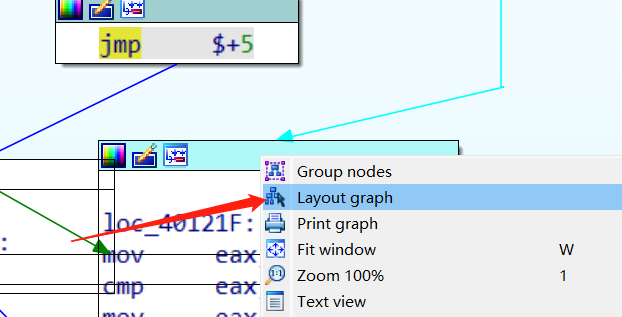 jmp $+5
Group nodes
loc_40121F:
Layout graph
Print graph
:
mov eax
Fit window W
cmp eax
Zoom 100% 1
mov eax
Text view